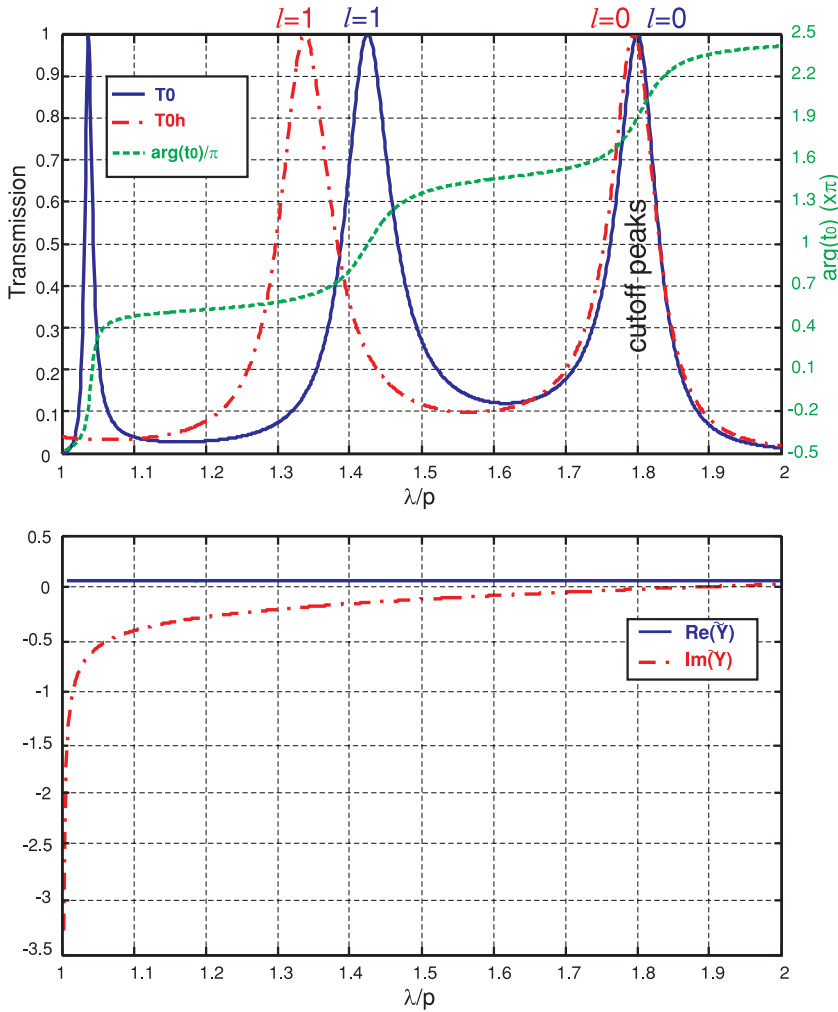 l=1 l=1 l=0 l=0
Transmission
1
0.9
0.8
0.7
0.6
0.5
0.4
0.3
0.2
0.1
0
T0
T0h
arg(t0)/π
cutoff peaks
2.5
2.4
2.2
1.9
1.6
1.3
1
0.7
0.4
0.1
-0.2
-0.5
arg(t0) (xπ)
1 1.1 1.2 1.3 1.4 1.5 1.6 1.7 1.8 1.9 2
λ/p
0.5
0
-0.5
-1
-1.5
-2
-2.5
-3
-3.5
Re(Ỹ)
Im(Ỹ)
1 1.1 1.2 1.3 1.4 1.5 1.6 1.7 1.8 1.9 2
λ/p